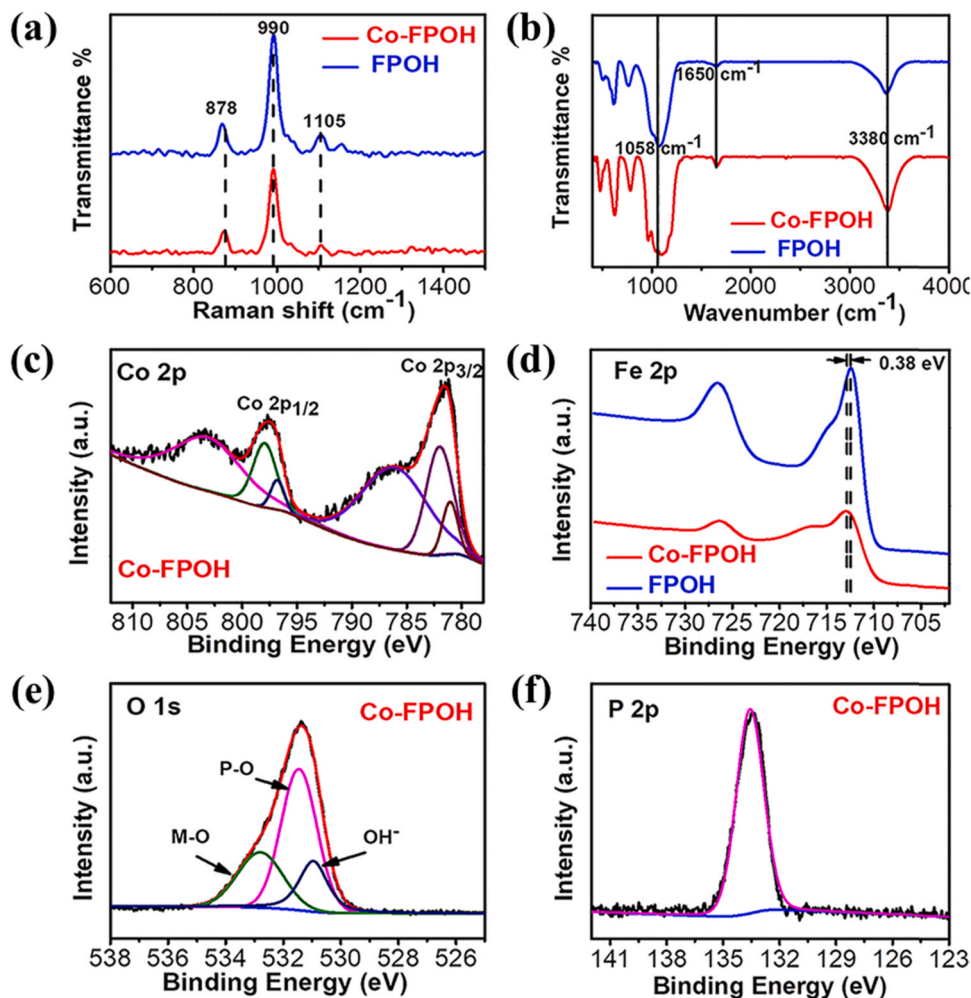 (a)
990
Co-FPOH
FPOH
878
1105
Transmittance %
600 800 1000 1200 1400
Raman shift (cm-1)
(b)
1650 cm-1
1058 cm-1
3380 cm-1
Transmittance %
Co-FPOH
FPOH
1000 2000 3000 4000
Wavenumber (cm-1)
(c)
Co 2p
Co 2p3/2
Co 2p1/2
Intensity (a.u.)
Co-FPOH
810 805 800 795 790 785 780
Binding Energy (eV)
(d)
Fe 2p
0.38 eV
Intensity (a.u.)
Co-FPOH
FPOH
740 735 730 725 720 715 710 705
Binding Energy (eV)
(e)
O 1s
Co-FPOH
P-O
M-O
OH-
Intensity (a.u.)
538 536 534 532 530 528 526
Binding Energy (eV)
(f)
P 2p
Co-FPOH
Intensity (a.u.)
141 138 135 132 129 126 123
Binding Energy (eV)